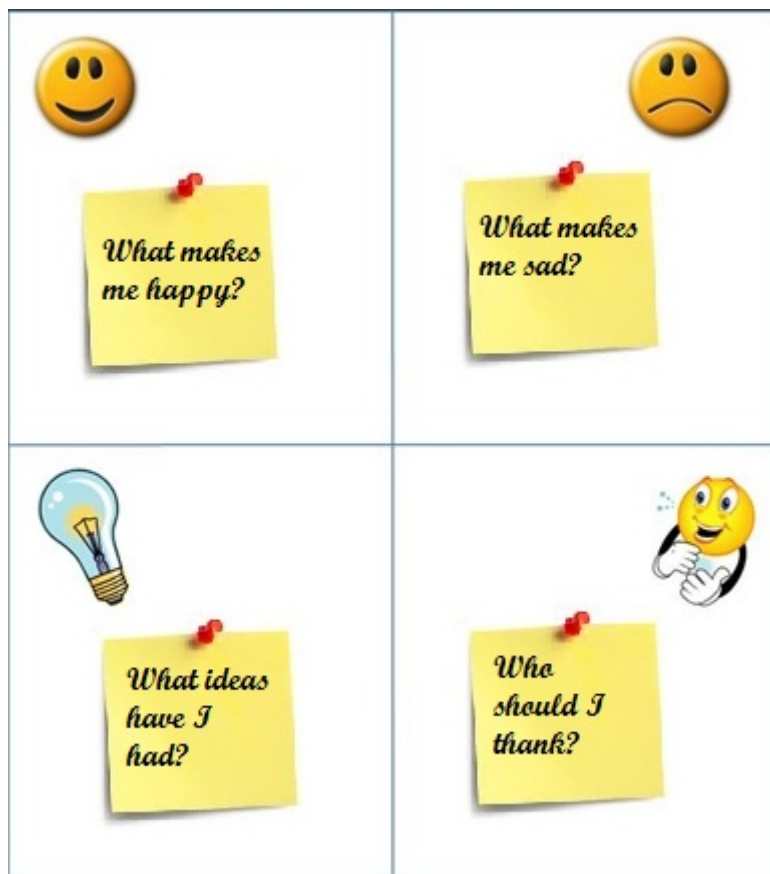 What makes
me happy?
What makes
me sad?
What ideas
have I
had?
Who
should I
thank?